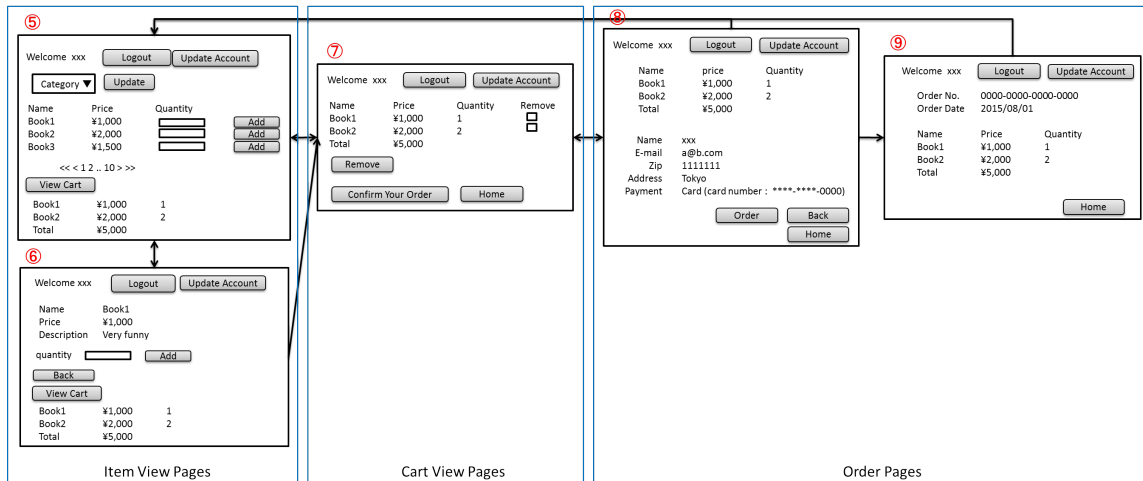 ⑤
Welcome xxx Logout Update Account
Category ▼ Update
Name Price Quantity
Book1 ¥1,000 Add
Book2 ¥2,000 Add
Book3 ¥1,500 Add
<< < 1 2 .. 10 > >>
View Cart
Book1 ¥1,000 1
Book2 ¥2,000 2
Total ¥5,000
⑥
Welcome xxx Logout Update Account
Name Book1
Price ¥1,000
Description Very funny
quantity Add
Back
View Cart
Book1 ¥1,000 1
Book2 ¥2,000 2
Total ¥5,000
Item View Pages
⑦
Welcome xxx Logout Update Account
Name Price Quantity Remove
Book1 ¥1,000 1
Book2 ¥2,000 2
Total ¥5,000
Remove
Confirm Your Order Home
Cart View Pages
⑧
Welcome xxx Logout Update Account
Name price Quantity
Book1 ¥1,000 1
Book2 ¥2,000 2
Total ¥5,000
Name xxx
E-mail a@b.com
Zip 1111111
Address Tokyo
Payment Card (card number : ****-****-0000)
Order Back
Home
⑨
Welcome xxx Logout Update Account
Order No. 0000-0000-0000-0000
Order Date 2015/08/01
Name Price Quantity
Book1 ¥1,000 1
Book2 ¥2,000 2
Total ¥5,000
Home
Order Pages